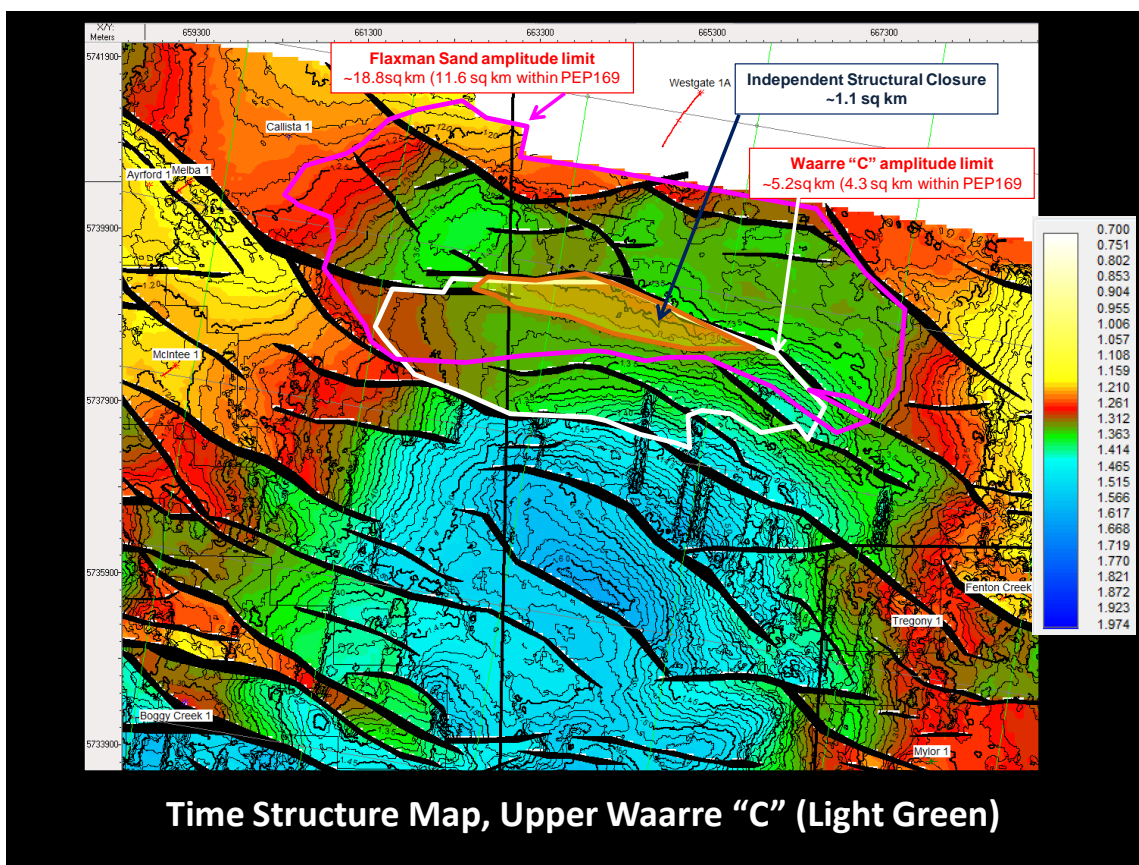 X/Y:
Meters
659300
661300
663300
665300
667300
5741900
5739900
5737900
5735900
5733900
Flaxman Sand amplitude limit
~18.8sq km (11.6 sq km within PEP169
Westgate 1A
Independent Structural Closure
~1.1 sq km
Waarre “C” amplitude limit
~5.2sq km (4.3 sq km within PEP169
Callista 1
Ayrford 1
Melba 1
McIntee 1
Boggy Creek 1
Fenton Creek
Tregony 1
Mylor 1
0.700
0.751
0.802
0.853
0.904
0.955
1.006
1.057
1.108
1.159
1.210
1.261
1.312
1.363
1.414
1.465
1.515
1.566
1.617
1.668
1.719
1.770
1.821
1.872
1.923
1.974
Time Structure Map, Upper Waarre “C” (Light Green)